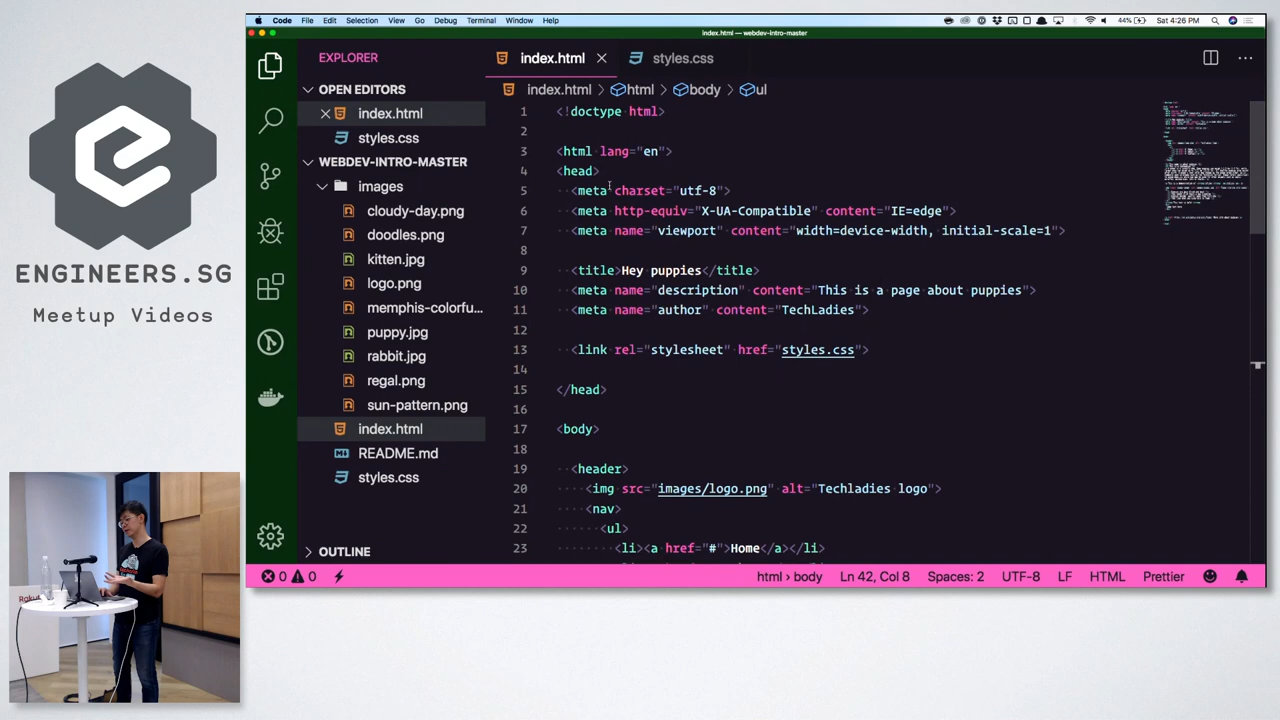 Code File Edit Selection View Go Debug Terminal Window Help
44% Sat 4:26 PM
index.html — webdev-intro-master
ENGINEERS.SG
Meetup Videos
EXPLORER
OPEN EDITORS
index.html
styles.css
WEBDEV-INTRO-MASTER
images
cloudy-day.png
doodles.png
kitten.jpg
logo.png
memphis-colorfu...
puppy.jpg
rabbit.jpg
regal.png
sun-pattern.png
index.html
README.md
styles.css
OUTLINE
index.html styles.css
index.html > html > body > ul
1 <!doctype html>
2
3 <html lang="en">
4 <head>
5 <meta charset="utf-8">
6 <meta http-equiv="X-UA-Compatible" content="IE=edge">
7 <meta name="viewport" content="width=device-width, initial-scale=1">
8
9 <title>Hey puppies</title>
10 <meta name="description" content="This is a page about puppies">
11 <meta name="author" content="TechLadies">
12
13 <link rel="stylesheet" href="styles.css">
14
15 </head>
16
17 <body>
18
19 <header>
20 <img src="images/logo.png" alt="Techladies logo">
21 <nav>
22 <ul>
23 <li><a href="#">Home</a></li>
0 0 html › body Ln 42, Col 8 Spaces: 2 UTF-8 LF HTML Prettier